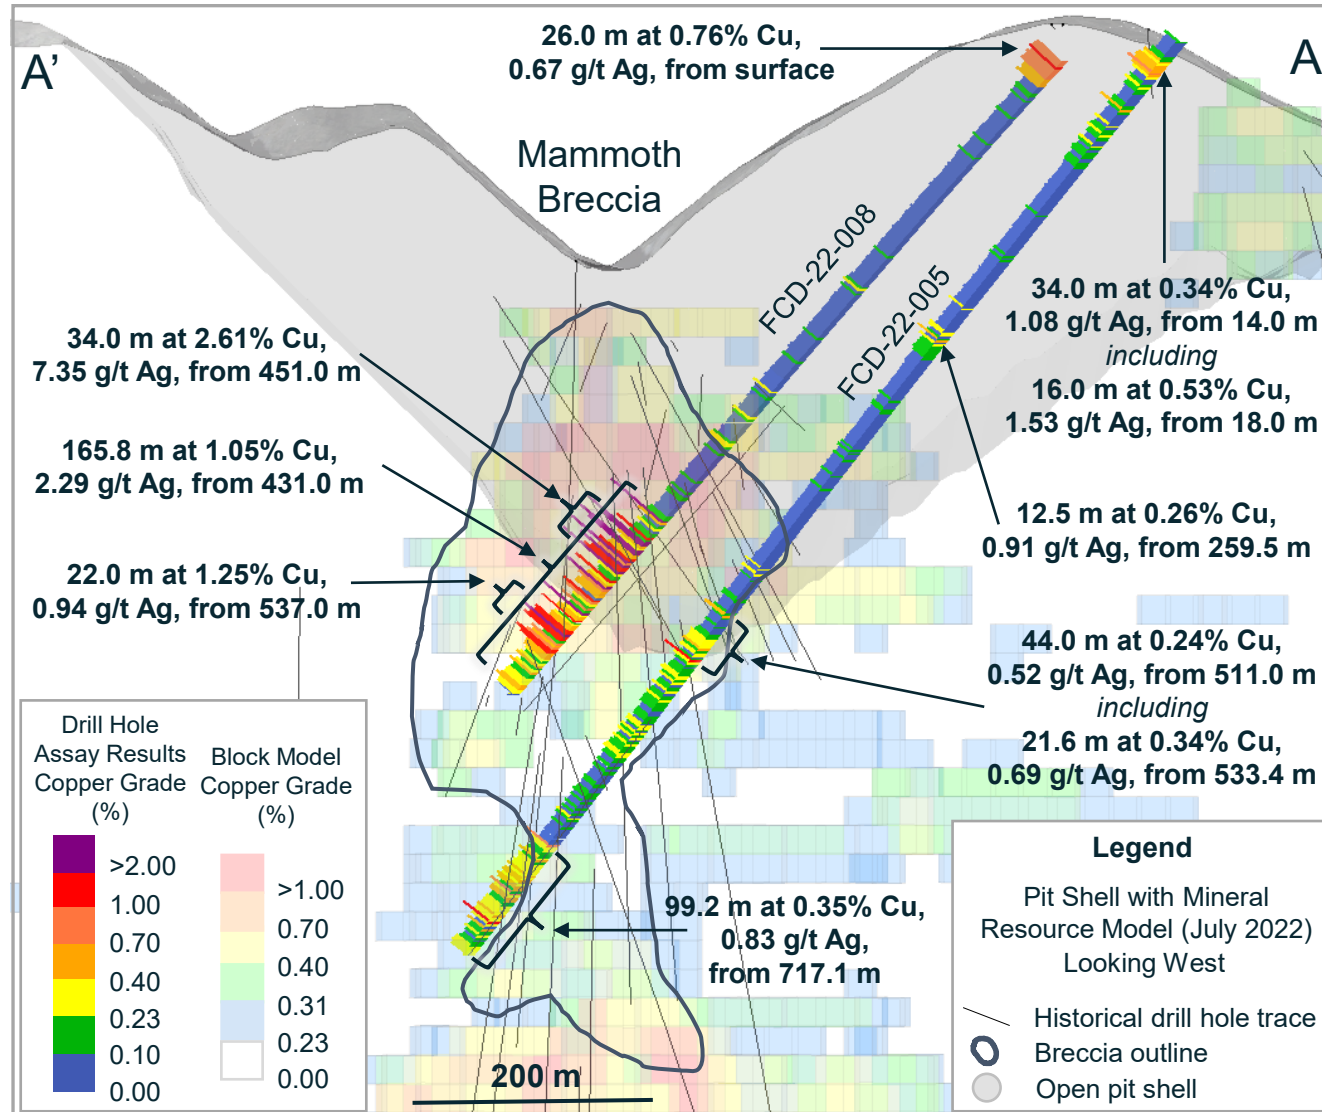 A'
26.0 m at 0.76% Cu,
0.67 g/t Ag, from surface
A
Mammoth
Breccia
FCD-22-008
FCD-22-005
34.0 m at 2.61% Cu,
7.35 g/t Ag, from 451.0 m
165.8 m at 1.05% Cu,
2.29 g/t Ag, from 431.0 m
22.0 m at 1.25% Cu,
0.94 g/t Ag, from 537.0 m
34.0 m at 0.34% Cu,
1.08 g/t Ag, from 14.0 m
including
16.0 m at 0.53% Cu,
1.53 g/t Ag, from 18.0 m
12.5 m at 0.26% Cu,
0.91 g/t Ag, from 259.5 m
44.0 m at 0.24% Cu,
0.52 g/t Ag, from 511.0 m
including
21.6 m at 0.34% Cu,
0.69 g/t Ag, from 533.4 m
99.2 m at 0.35% Cu,
0.83 g/t Ag,
from 717.1 m
200 m
Drill Hole
Assay Results
Copper Grade
(%)
>2.00
1.00
0.70
0.40
0.23
0.10
0.00
Block Model
Copper Grade
(%)
>1.00
0.70
0.40
0.31
0.23
0.00
Legend
Pit Shell with Mineral
Resource Model (July 2022)
Looking West
Historical drill hole trace
Breccia outline
Open pit shell